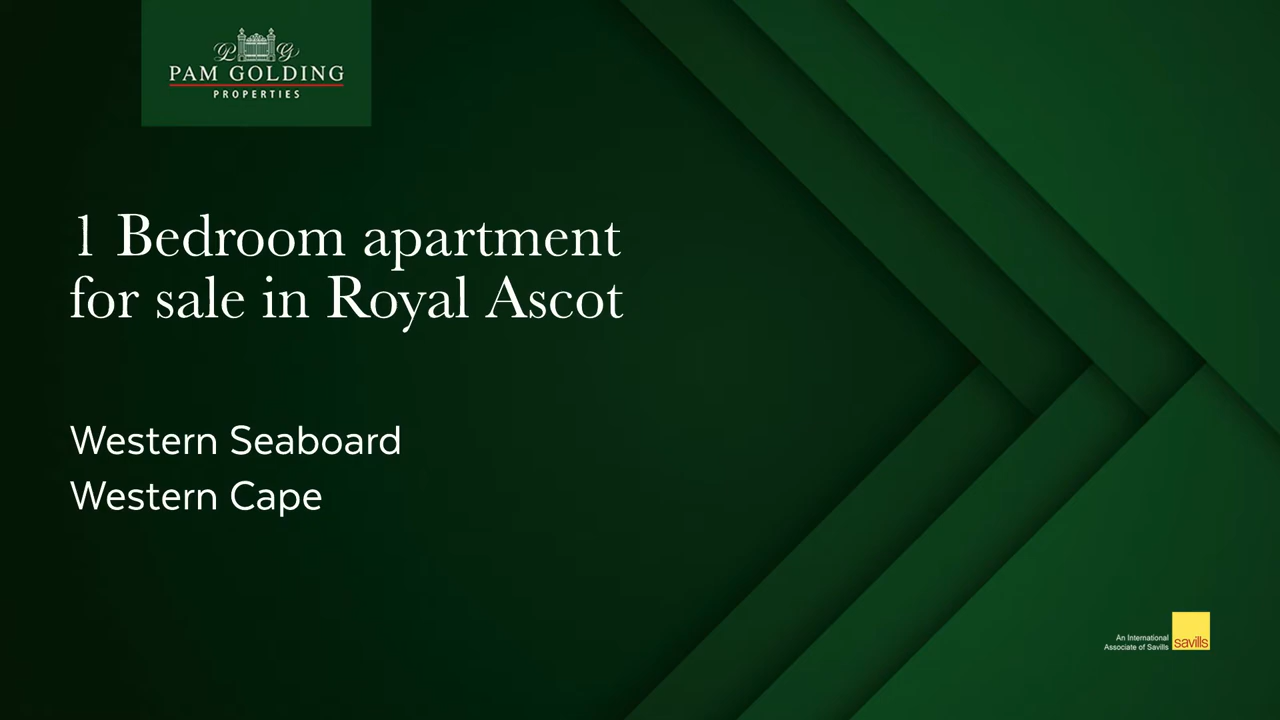 P G
PAM GOLDING
PROPERTIES
1 Bedroom apartment
for sale in Royal Ascot
Western Seaboard
Western Cape
An International
Associate of Savills
savills